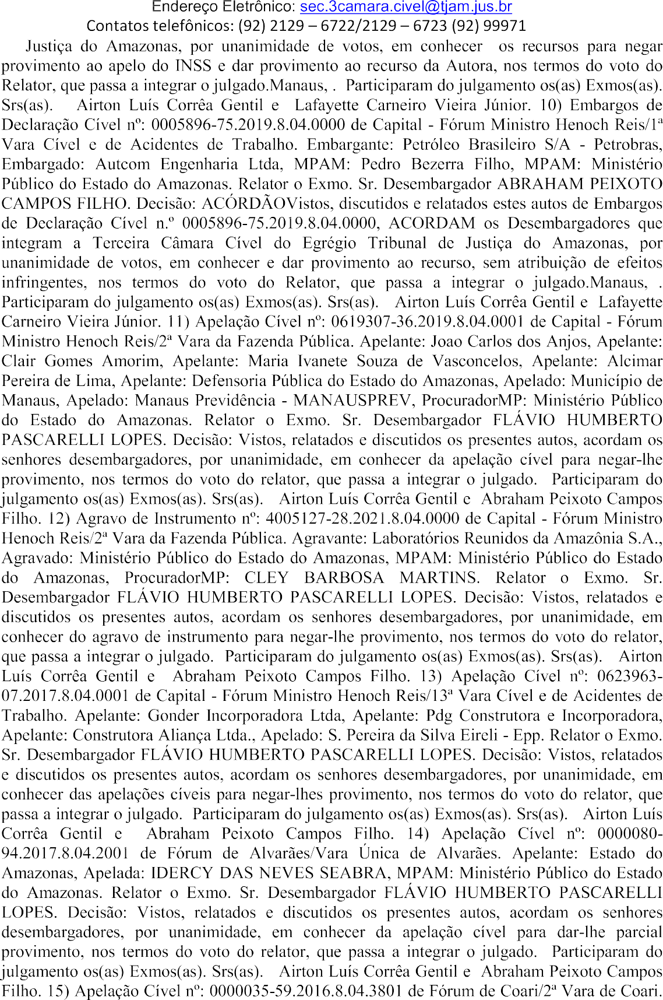 Endereço Eletrônico: sec.3camara.civel@tjam.jus.br
Contatos telefônicos: (92) 2129 – 6722/2129 – 6723 (92) 99971
Justiça do Amazonas, por unanimidade de votos, em conhecer os recursos para negar
provimento ao apelo do INSS e dar provimento ao recurso da Autora, nos termos do voto do
Relator, que passa a integrar o julgado.Manaus, . Participaram do julgamento os(as) Exmos(as).
Srs(as). Airton Luís Corrêa Gentil e Lafayette Carneiro Vieira Júnior. 10) Embargos de
Declaração Cível nº: 0005896-75.2019.8.04.0000 de Capital - Fórum Ministro Henoch Reis/1ª
Vara Cível e de Acidentes de Trabalho. Embargante: Petróleo Brasileiro S/A - Petrobras,
Embargado: Autcom Engenharia Ltda, MPAM: Pedro Bezerra Filho, MPAM: Ministério
Público do Estado do Amazonas. Relator o Exmo. Sr. Desembargador ABRAHAM PEIXOTO
CAMPOS FILHO. Decisão: ACÓRDÃOVistos, discutidos e relatados estes autos de Embargos
de Declaração Cível n.º 0005896-75.2019.8.04.0000, ACORDAM os Desembargadores que
integram a Terceira Câmara Cível do Egrégio Tribunal de Justiça do Amazonas, por
unanimidade de votos, em conhecer e dar provimento ao recurso, sem atribuição de efeitos
infringentes, nos termos do voto do Relator, que passa a integrar o julgado.Manaus, .
Participaram do julgamento os(as) Exmos(as). Srs(as). Airton Luís Corrêa Gentil e Lafayette
Carneiro Vieira Júnior. 11) Apelação Cível nº: 0619307-36.2019.8.04.0001 de Capital - Fórum
Ministro Henoch Reis/2ª Vara da Fazenda Pública. Apelante: Joao Carlos dos Anjos, Apelante:
Clair Gomes Amorim, Apelante: Maria Ivanete Souza de Vasconcelos, Apelante: Alcimar
Pereira de Lima, Apelante: Defensoria Pública do Estado do Amazonas, Apelado: Município de
Manaus, Apelado: Manaus Previdência - MANAUSPREV, ProcuradorMP: Ministério Público
do Estado do Amazonas. Relator o Exmo. Sr. Desembargador FLÁVIO HUMBERTO
PASCARELLI LOPES. Decisão: Vistos, relatados e discutidos os presentes autos, acordam os
senhores desembargadores, por unanimidade, em conhecer da apelação cível para negar-lhe
provimento, nos termos do voto do relator, que passa a integrar o julgado. Participaram do
julgamento os(as) Exmos(as). Srs(as). Airton Luís Corrêa Gentil e Abraham Peixoto Campos
Filho. 12) Agravo de Instrumento nº: 4005127-28.2021.8.04.0000 de Capital - Fórum Ministro
Henoch Reis/2ª Vara da Fazenda Pública. Agravante: Laboratórios Reunidos da Amazônia S.A.,
Agravado: Ministério Público do Estado do Amazonas, MPAM: Ministério Público do Estado
do Amazonas, ProcuradorMP: CLEY BARBOSA MARTINS. Relator o Exmo. Sr.
Desembargador FLÁVIO HUMBERTO PASCARELLI LOPES. Decisão: Vistos, relatados e
discutidos os presentes autos, acordam os senhores desembargadores, por unanimidade, em
conhecer do agravo de instrumento para negar-lhe provimento, nos termos do voto do relator,
que passa a integrar o julgado. Participaram do julgamento os(as) Exmos(as). Srs(as). Airton
Luís Corrêa Gentil e Abraham Peixoto Campos Filho. 13) Apelação Cível nº: 0623963-
07.2017.8.04.0001 de Capital - Fórum Ministro Henoch Reis/13ª Vara Cível e de Acidentes de
Trabalho. Apelante: Gonder Incorporadora Ltda, Apelante: Pdg Construtora e Incorporadora,
Apelante: Construtora Aliança Ltda., Apelado: S. Pereira da Silva Eireli - Epp. Relator o Exmo.
Sr. Desembargador FLÁVIO HUMBERTO PASCARELLI LOPES. Decisão: Vistos, relatados
e discutidos os presentes autos, acordam os senhores desembargadores, por unanimidade, em
conhecer das apelações cíveis para negar-lhes provimento, nos termos do voto do relator, que
passa a integrar o julgado. Participaram do julgamento os(as) Exmos(as). Srs(as). Airton Luís
Corrêa Gentil e Abraham Peixoto Campos Filho. 14) Apelação Cível nº: 0000080-
94.2017.8.04.2001 de Fórum de Alvarães/Vara Única de Alvarães. Apelante: Estado do
Amazonas, Apelada: IDERCY DAS NEVES SEABRA, MPAM: Ministério Público do Estado
do Amazonas. Relator o Exmo. Sr. Desembargador FLÁVIO HUMBERTO PASCARELLI
LOPES. Decisão: Vistos, relatados e discutidos os presentes autos, acordam os senhores
desembargadores, por unanimidade, em conhecer da apelação cível para dar-lhe parcial
provimento, nos termos do voto do relator, que passa a integrar o julgado. Participaram do
julgamento os(as) Exmos(as). Srs(as). Airton Luís Corrêa Gentil e Abraham Peixoto Campos
Filho. 15) Apelação Cível nº: 0000035-59.2016.8.04.3801 de Fórum de Coari/2ª Vara de Coari.